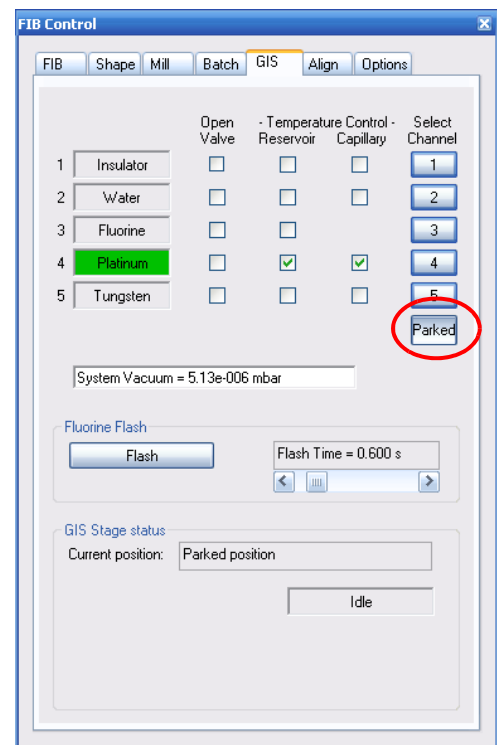 FIB Control
FIB Shape Mill Batch GIS Align Options
Open - Temperature Control - Select
Valve Reservoir Capillary Channel
1 Insulator 1
2 Water 2
3 Fluorine 3
4 Platinum 4
5 Tungsten 5
Parked
System Vacuum = 5.13e-006 mbar
Fluorine Flash
Flash Flash Time = 0.600 s
GIS Stage status
Current position: Parked position
Idle